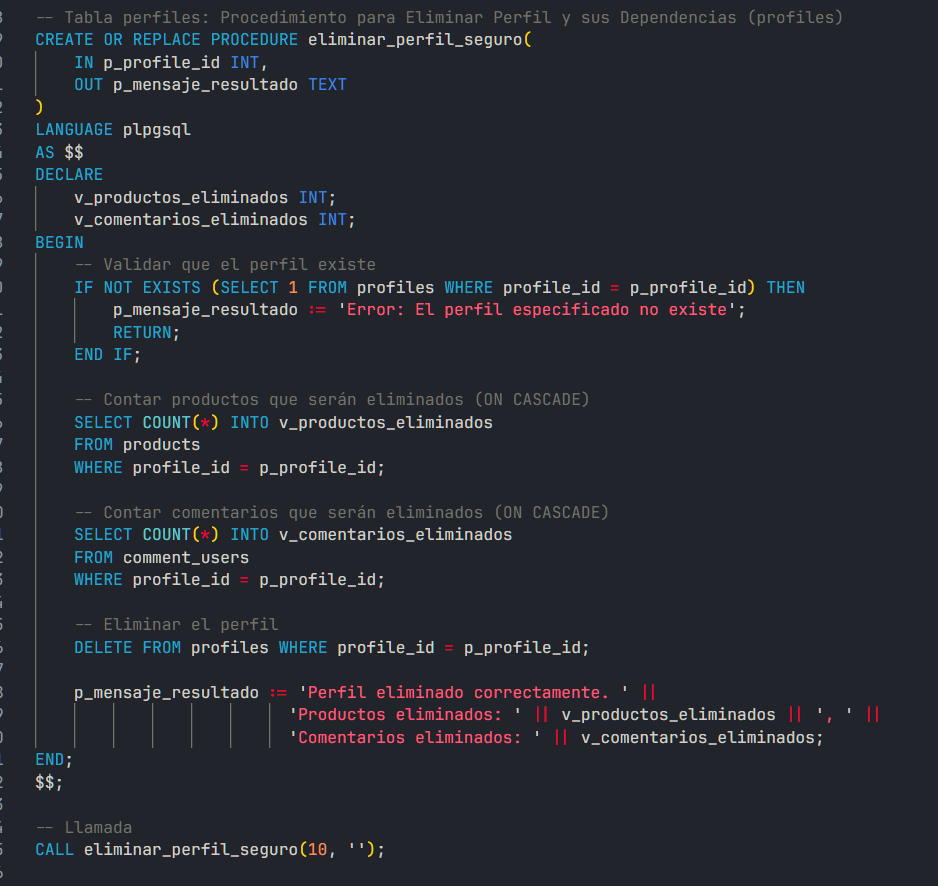 -- Tabla perfiles: Procedimiento para Eliminar Perfil y sus Dependencias (profiles)
CREATE OR REPLACE PROCEDURE eliminar_perfil_seguro(
    IN p_profile_id INT,
    OUT p_mensaje_resultado TEXT
)
LANGUAGE plpgsql
AS $$
DECLARE
    v_productos_eliminados INT;
    v_comentarios_eliminados INT;
BEGIN
    -- Validar que el perfil existe
    IF NOT EXISTS (SELECT 1 FROM profiles WHERE profile_id = p_profile_id) THEN
        p_mensaje_resultado := 'Error: El perfil especificado no existe';
        RETURN;
    END IF;

    -- Contar productos que serán eliminados (ON CASCADE)
    SELECT COUNT(*) INTO v_productos_eliminados
    FROM products
    WHERE profile_id = p_profile_id;

    -- Contar comentarios que serán eliminados (ON CASCADE)
    SELECT COUNT(*) INTO v_comentarios_eliminados
    FROM comment_users
    WHERE profile_id = p_profile_id;

    -- Eliminar el perfil
    DELETE FROM profiles WHERE profile_id = p_profile_id;

    p_mensaje_resultado := 'Perfil eliminado correctamente. ' ||
                          'Productos eliminados: ' || v_productos_eliminados || ', ' ||
                          'Comentarios eliminados: ' || v_comentarios_eliminados;
END;
$$;

-- Llamada
CALL eliminar_perfil_seguro(10, '');